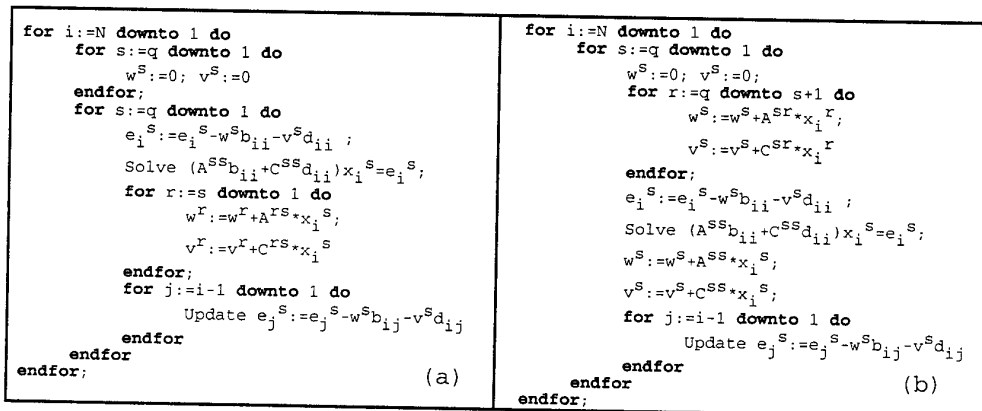 for i:=N downto 1 do
for s:=q downto 1 do
w^s:=0; v^s:=0
endfor;
for s:=q downto 1 do
e_i^s:=e_i^s-w^s b_ii-v^s d_ii ;
Solve (A^ss b_ii+C^ss d_ii)x_i^s=e_i^s;
for r:=s downto 1 do
w^r:=w^r+A^rs*x_i^s;
v^r:=v^r+C^rs*x_i^s
endfor;
for j:=i-1 downto 1 do
Update e_j^s:=e_j^s-w^s b_ij-v^s d_ij
endfor
endfor
endfor;
(a)
for i:=N downto 1 do
for s:=q downto 1 do
w^s:=0; v^s:=0;
for r:=q downto s+1 do
w^s:=w^s+A^sr*x_i^r;
v^s:=v^s+C^sr*x_i^r
endfor;
e_i^s:=e_i^s-w^s b_ii-v^s d_ii ;
Solve (A^ss b_ii+C^ss d_ii)x_i^s=e_i^s;
w^s:=w^s+A^ss*x_i^s;
v^s:=v^s+C^ss*x_i^s;
for j:=i-1 downto 1 do
Update e_j^s:=e_j^s-w^s b_ij-v^s d_ij
endfor
endfor
endfor;
(b)